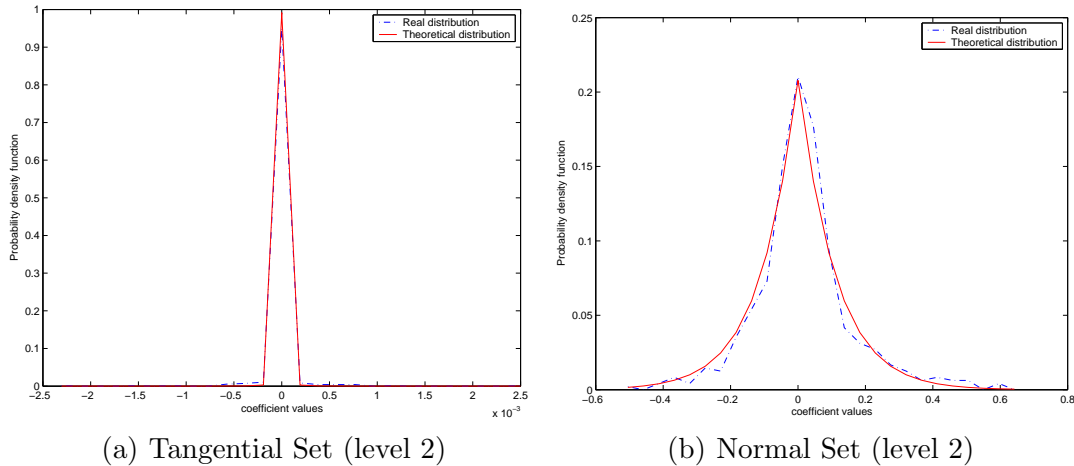 Real distribution
Theoretical distribution
1
0.9
0.8
0.7
0.6
0.5
0.4
0.3
0.2
0.1
0
Probability density function
-2.5 -2 -1.5 -1 -0.5 0 0.5 1 1.5 2 2.5
x 10⁻³
coefficient values
(a) Tangential Set (level 2)
Real distribution
Theoretical distribution
0.25
0.2
0.15
0.1
0.05
0
Probability density function
-0.6 -0.4 -0.2 0 0.2 0.4 0.6 0.8
coefficient values
(b) Normal Set (level 2)